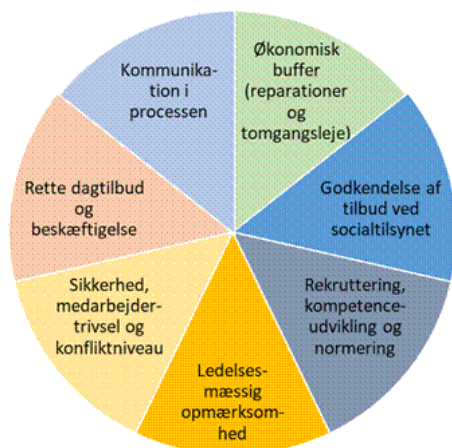 Økonomisk
buffer
(reparationer
og
tomgangsleje)
Godkendelse af
tilbud ved
socialtilsynet
Rekruttering,
kompetence-
udvikling og
normering
Ledelses-
mæssig
opmærksom-
hed
Sikkerhed,
medarbejder-
trivsel og
konfliktniveau
Rette dagtilbud
og
beskæftigelse
Kommunika-
tion i
processen